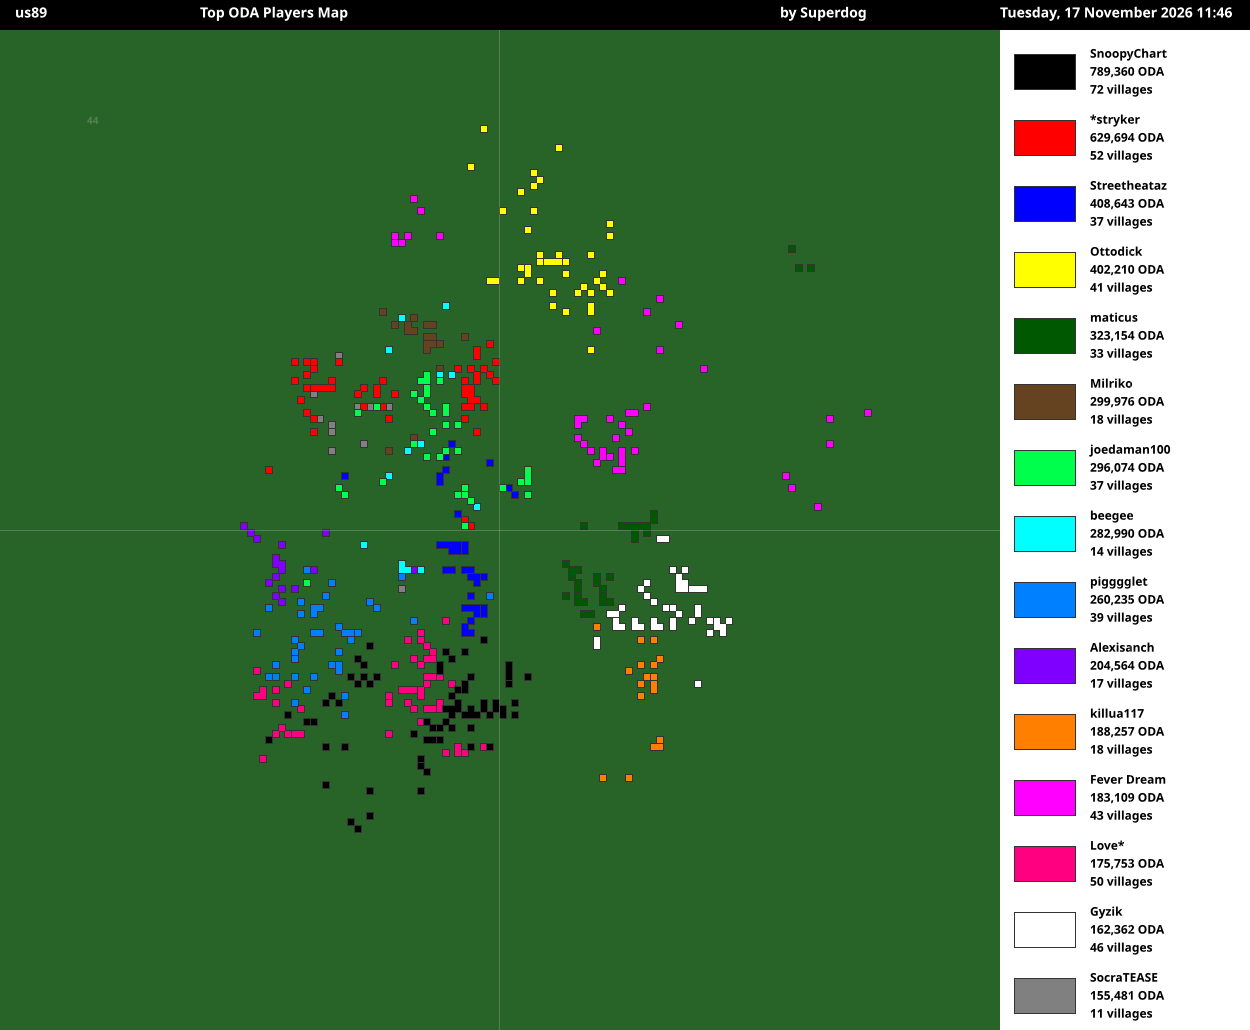 us89 Top ODA Players Map by Superdog Tuesday, 17 November 2026 11:46
44
SnoopyChart
789,360 ODA
72 villages
*stryker
629,694 ODA
52 villages
Streetheataz
408,643 ODA
37 villages
Ottodick
402,210 ODA
41 villages
maticus
323,154 ODA
33 villages
Milriko
299,976 ODA
18 villages
joedaman100
296,074 ODA
37 villages
beegee
282,990 ODA
14 villages
pigggglet
260,235 ODA
39 villages
Alexisanch
204,564 ODA
17 villages
killua117
188,257 ODA
18 villages
Fever Dream
183,109 ODA
43 villages
Love*
175,753 ODA
50 villages
Gyzik
162,362 ODA
46 villages
SocraTEASE
155,481 ODA
11 villages